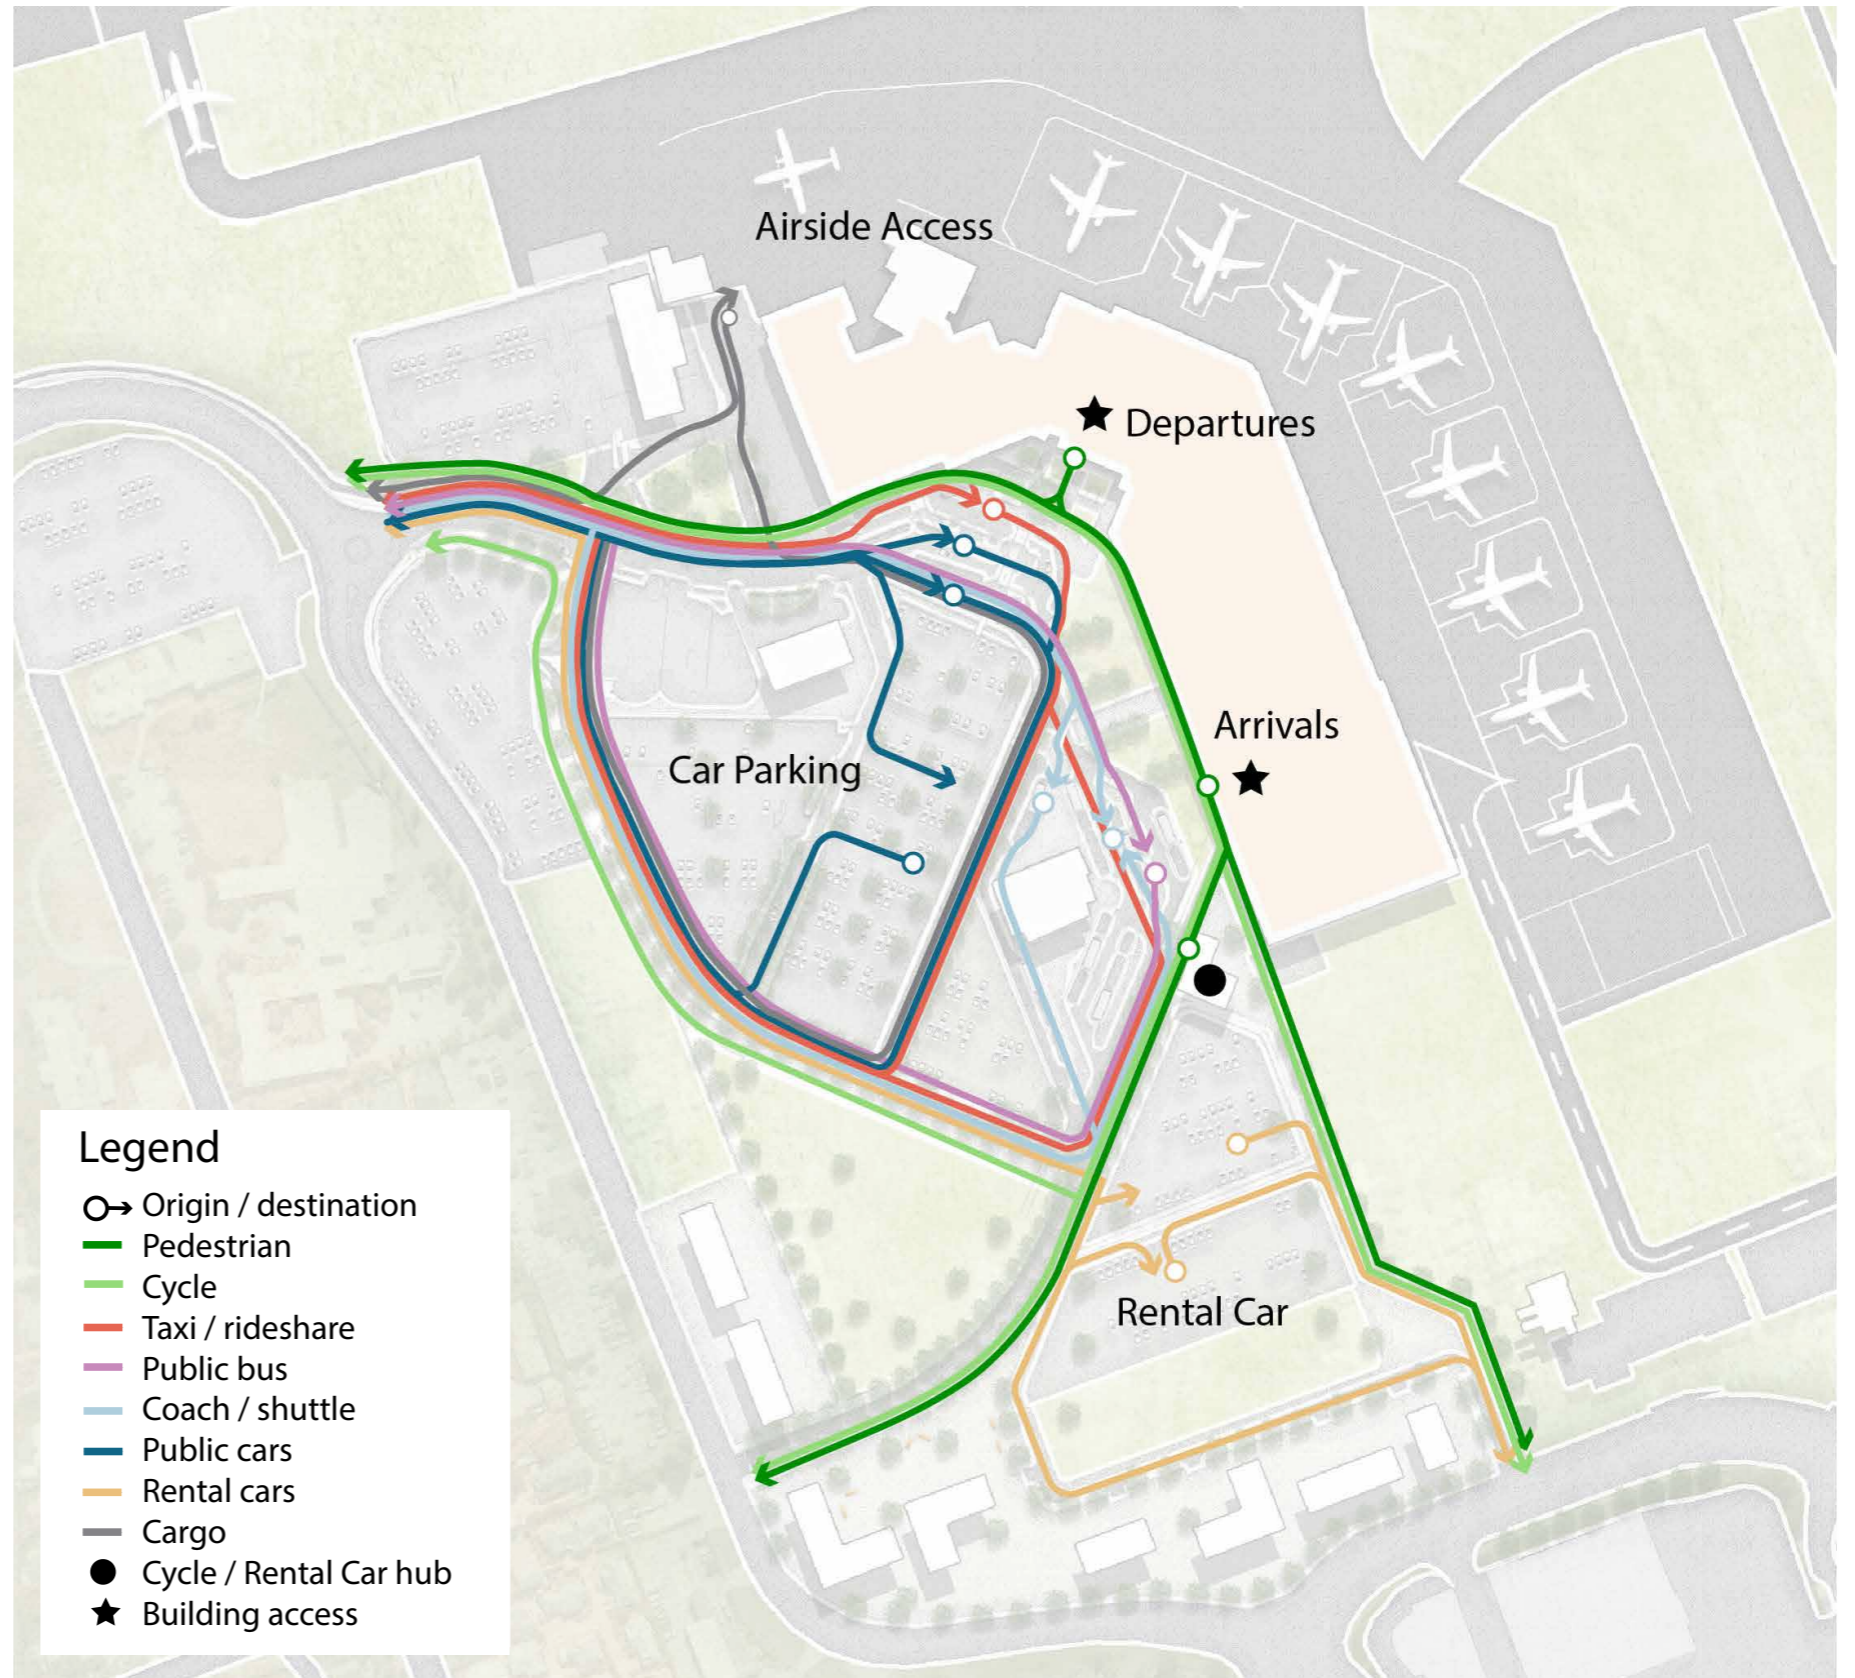 Airside Access
Departures
Arrivals
Car Parking
Rental Car
Legend
Origin / destination
Pedestrian
Cycle
Taxi / rideshare
Public bus
Coach / shuttle
Public cars
Rental cars
Cargo
Cycle / Rental Car hub
Building access